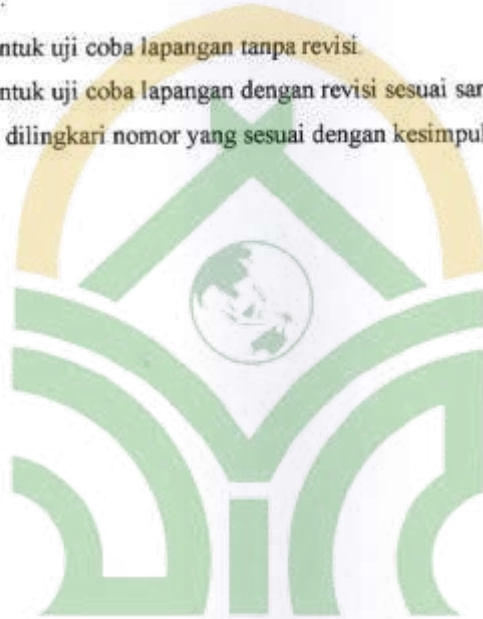 ntuk uji coba lapangan tanpa revisi
ntuk uji coba lapangan dengan revisi sesuai sar
dilingkari nomor yang sesuai dengan kesimpul